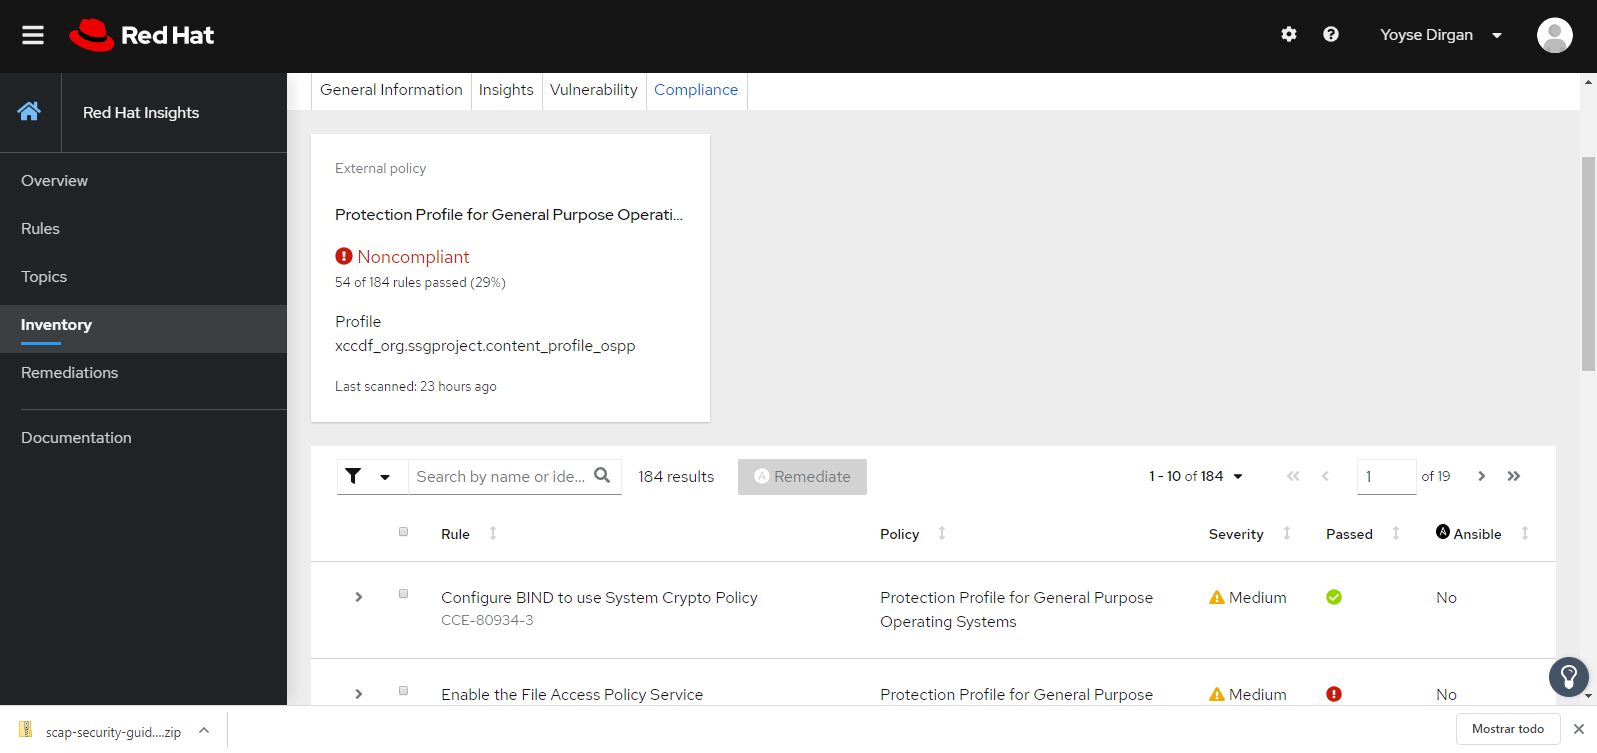 Red Hat
Yoyse Dirgan
Red Hat Insights
Overview
Rules
Topics
Inventory
Remediations
Documentation
General Information
Insights
Vulnerability
Compliance
External policy
Protection Profile for General Purpose Operati...
Noncompliant
54 of 184 rules passed (29%)
Profile
xccdf_org.ssgproject.content_profile_ospp
Last scanned: 23 hours ago
Search by name or ide...
184 results
Remediate
1 - 10 of 184
1
of 19
Rule
Policy
Severity
Passed
Ansible
Configure BIND to use System Crypto Policy
CCE-80934-3
Protection Profile for General Purpose
Operating Systems
Medium
No
Enable the File Access Policy Service
Protection Profile for General Purpose
Medium
No
scap-security-guid....zip
Mostrar todo